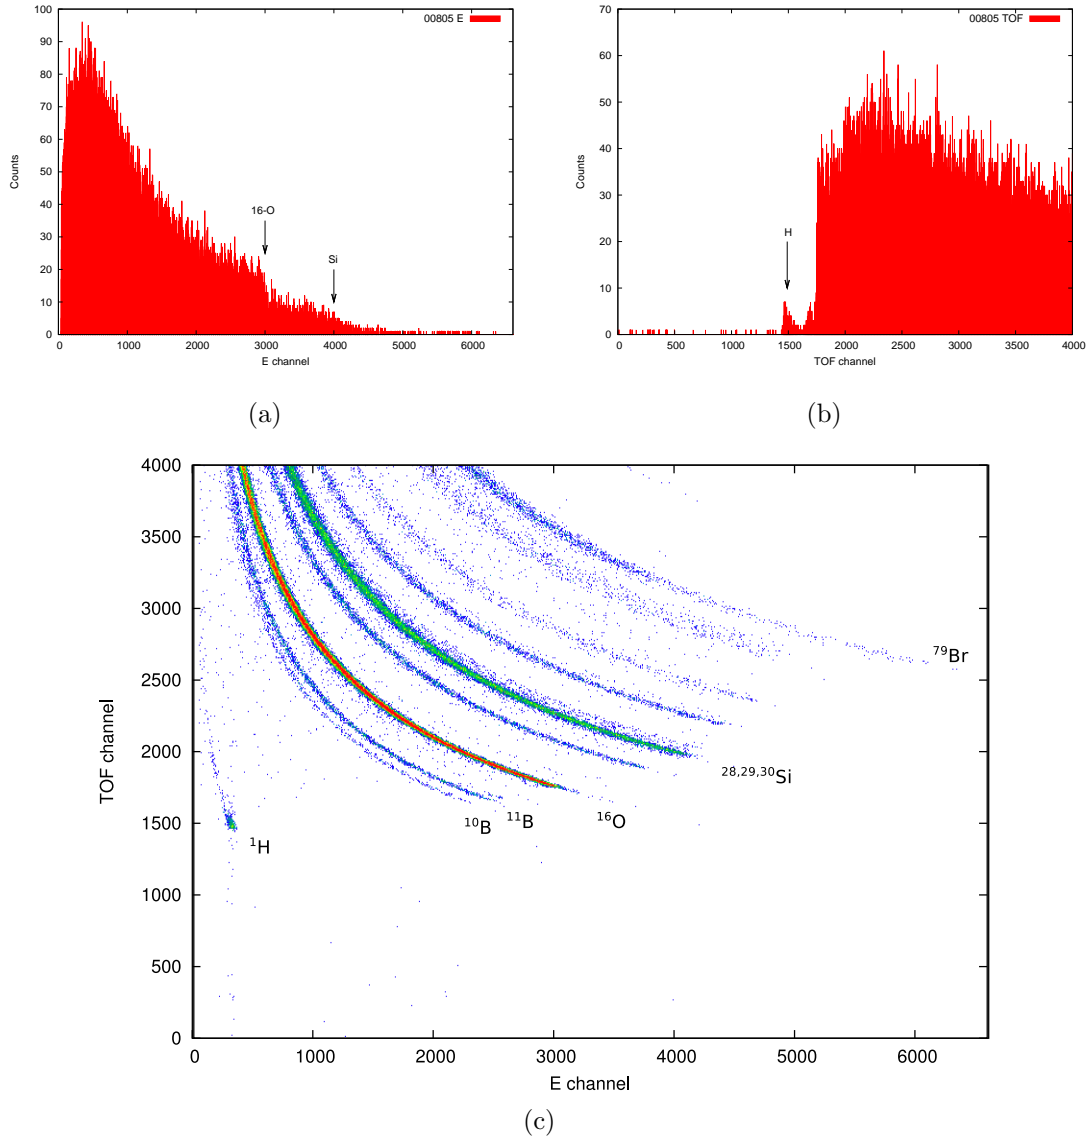 00805 E
100
90
80
70
60
50
40
30
20
10
0
Counts
16-O
Si
0 1000 2000 3000 4000 5000 6000
E channel
(a)
00805 TOF
70
60
50
40
30
20
10
0
Counts
H
0 500 1000 1500 2000 2500 3000 3500 4000
TOF channel
(b)
4000
3500
3000
2500
2000
1500
1000
500
0
TOF channel
79Br
28,29,30Si
16O
11B
10B
1H
0 1000 2000 3000 4000 5000 6000
E channel
(c)